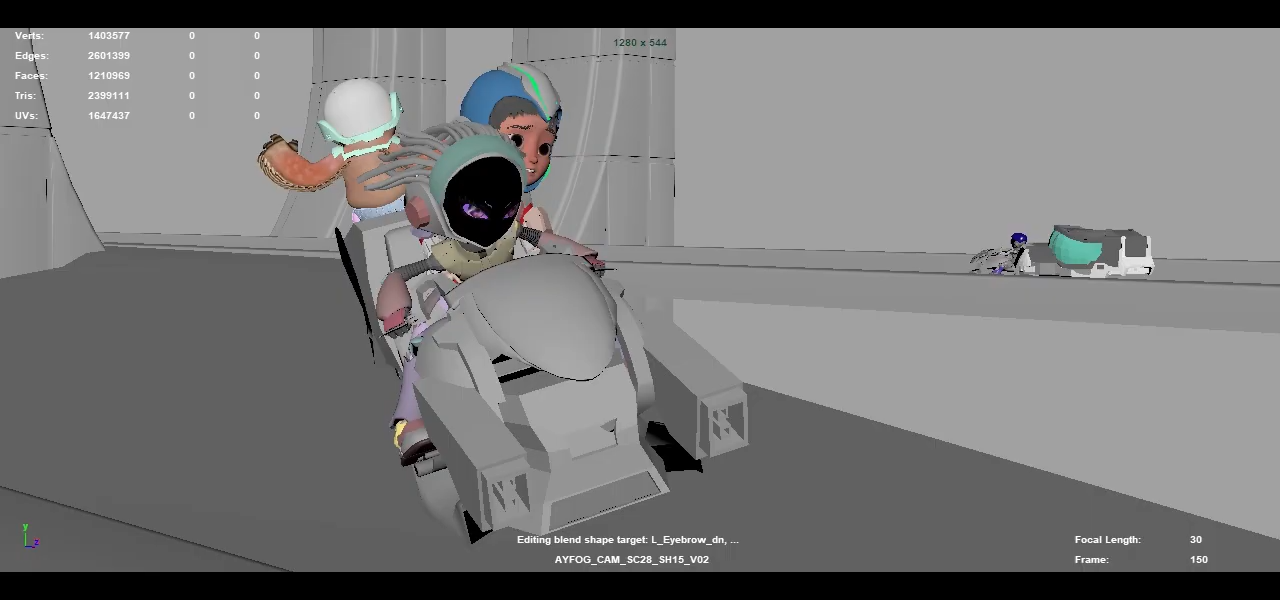 Verts: 1403577 0 0
Edges: 2601399 0 0
Faces: 1210969 0 0
Tris: 2399111 0 0
UVs: 1647437 0 0
1280 x 544
y
z
Editing blend shape target: L_Eyebrow_dn, ...
AYFOG_CAM_SC28_SH15_V02
Focal Length: 30
Frame: 150